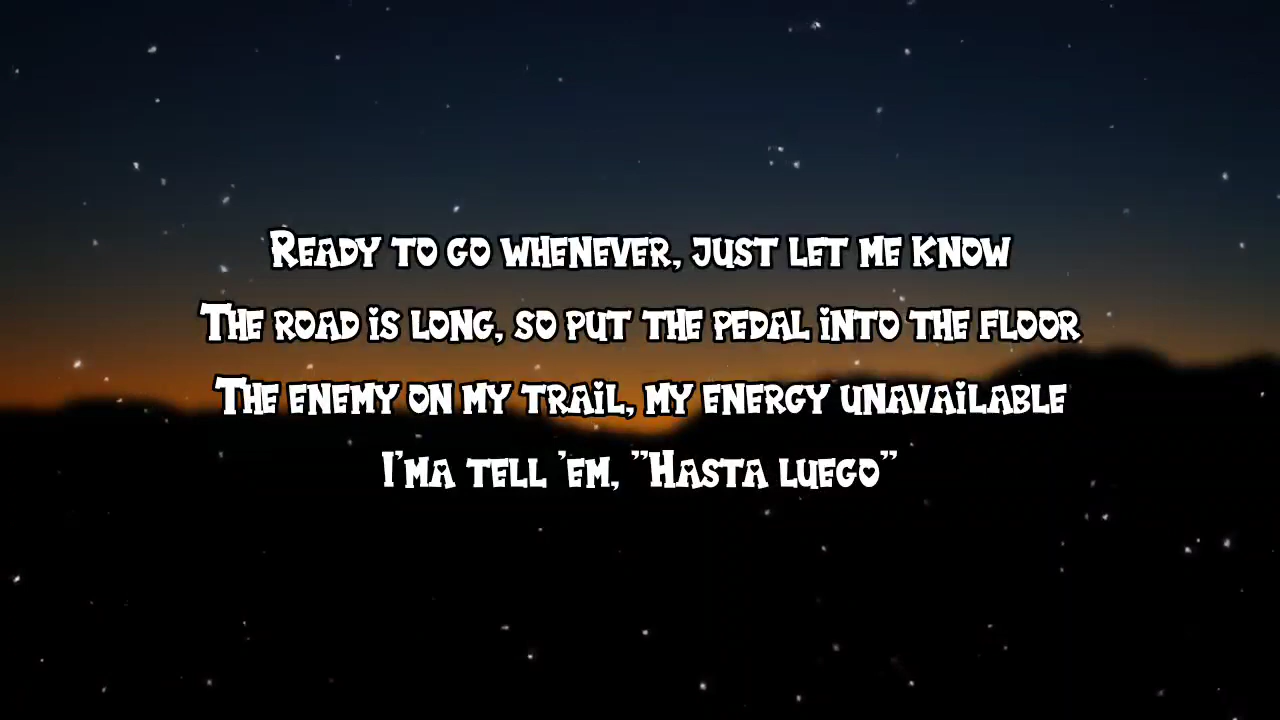 Ready to go whenever, just let me know
The road is long, so put the pedal into the floor
The enemy on my trail, my energy unavailable
I'ma tell 'em, "Hasta luego"